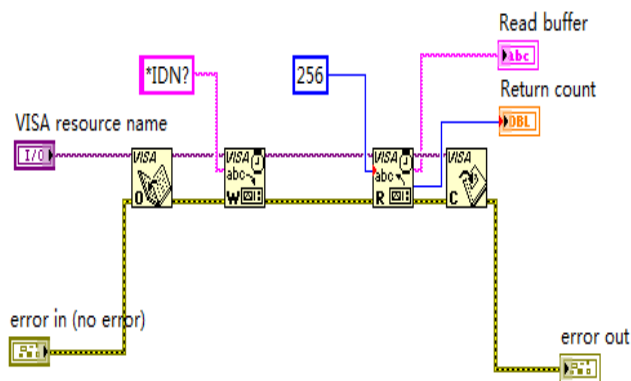 Read buffer
abc
*IDN?
256
Return count
DBL
VISA resource name
I/O
VISA
O
VISA
abc
W
VISA
abc
R
VISA
C
error in (no error)
error out